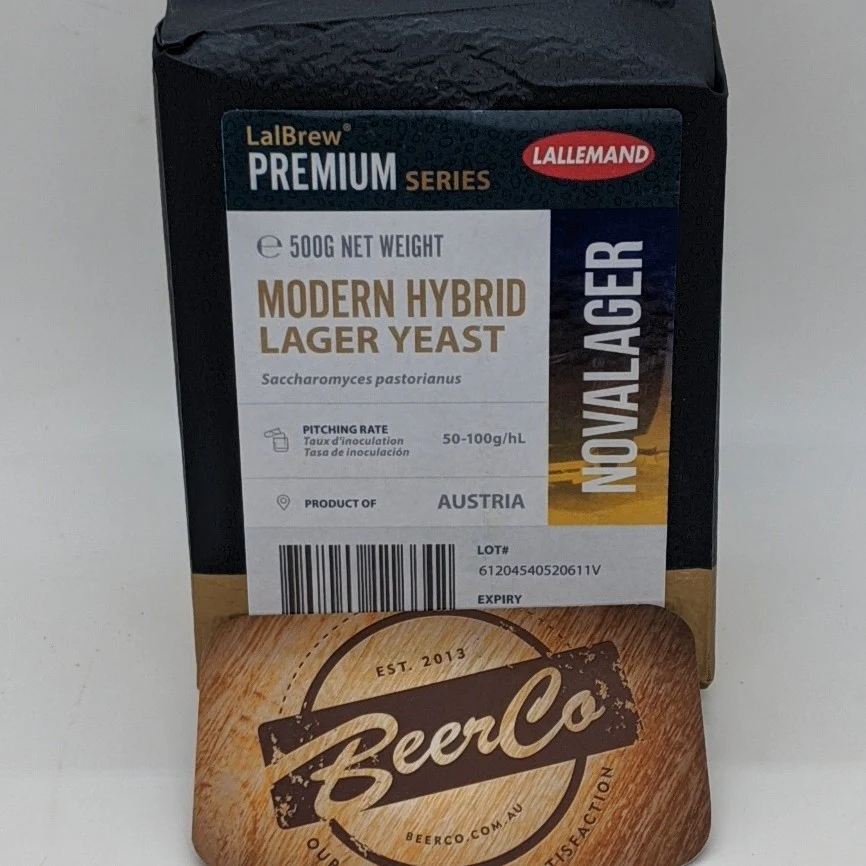 LalBrew®
PREMIUM SERIES
LALLEMAND
℮ 500G NET WEIGHT
MODERN HYBRID
LAGER YEAST
Saccharomyces pastorianus
NOVALAGER
PITCHING RATE
Taux d'inoculation
Tasa de inoculación
50-100g/hL
PRODUCT OF
AUSTRIA
LOT#
61204540520611V
EXPIRY
EST. 2013
BeerCo
BEERCO.COM.AU